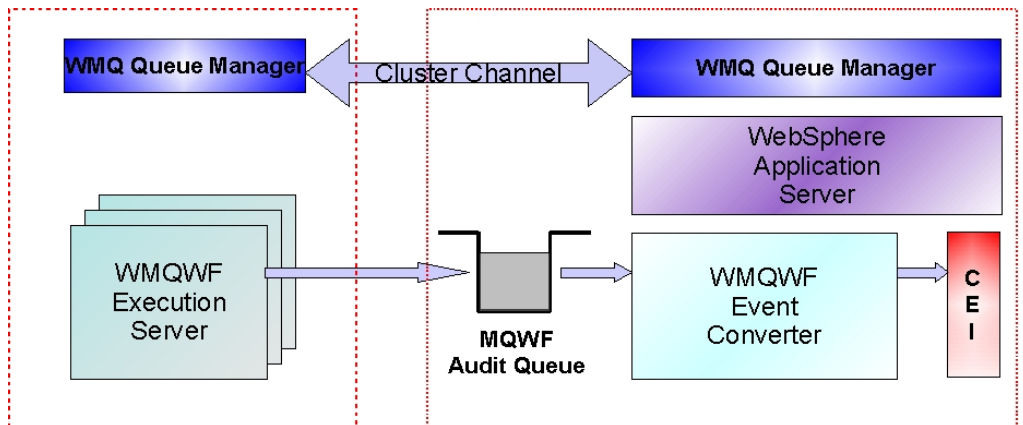 WMQ Queue Manager
Cluster Channel
WMQ Queue Manager
WebSphere
Application
Server
WMQWF
Execution
Server
MQWF
Audit Queue
WMQWF
Event
Converter
C
E
I